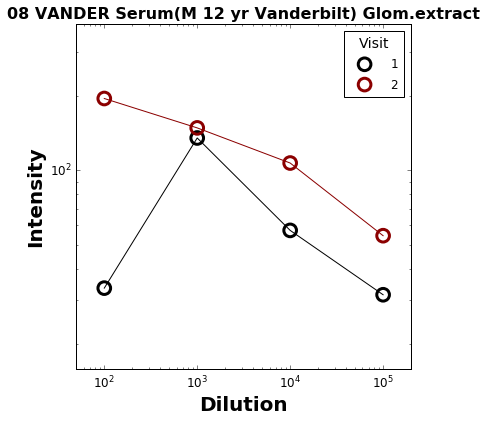 08 VANDER Serum(M 12 yr Vanderbilt) Glom.extract
Visit
1
2
Intensity
10²
10² 10³ 10⁴ 10⁵
Dilution